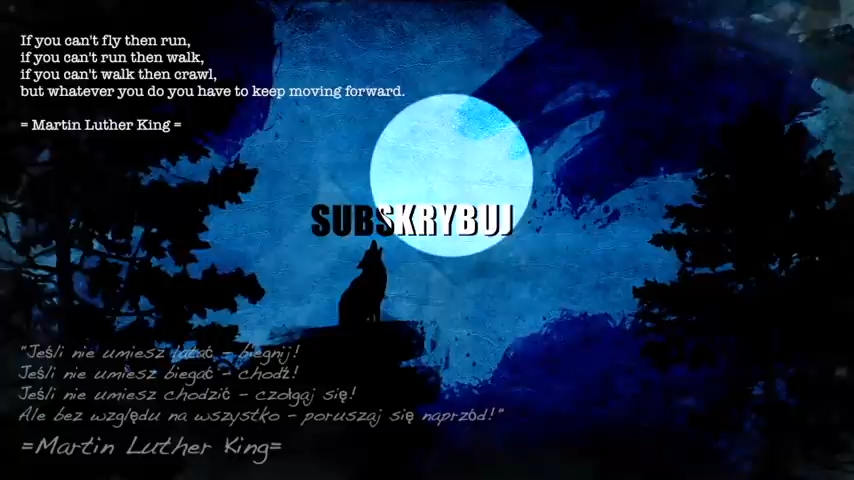 If you can't fly then run,
if you can't run then walk,
if you can't walk then crawl,
but whatever you do you have to keep moving forward.
= Martin Luther King =
SUBSKRYBUJ
"Jeśli nie umiesz latać - biegnij!
Jeśli nie umiesz biegać - chodź!
Jeśli nie umiesz chodzić - czołgaj się!
Ale bez względu na wszystko - poruszaj się naprzód!"
=Martin Luther King=